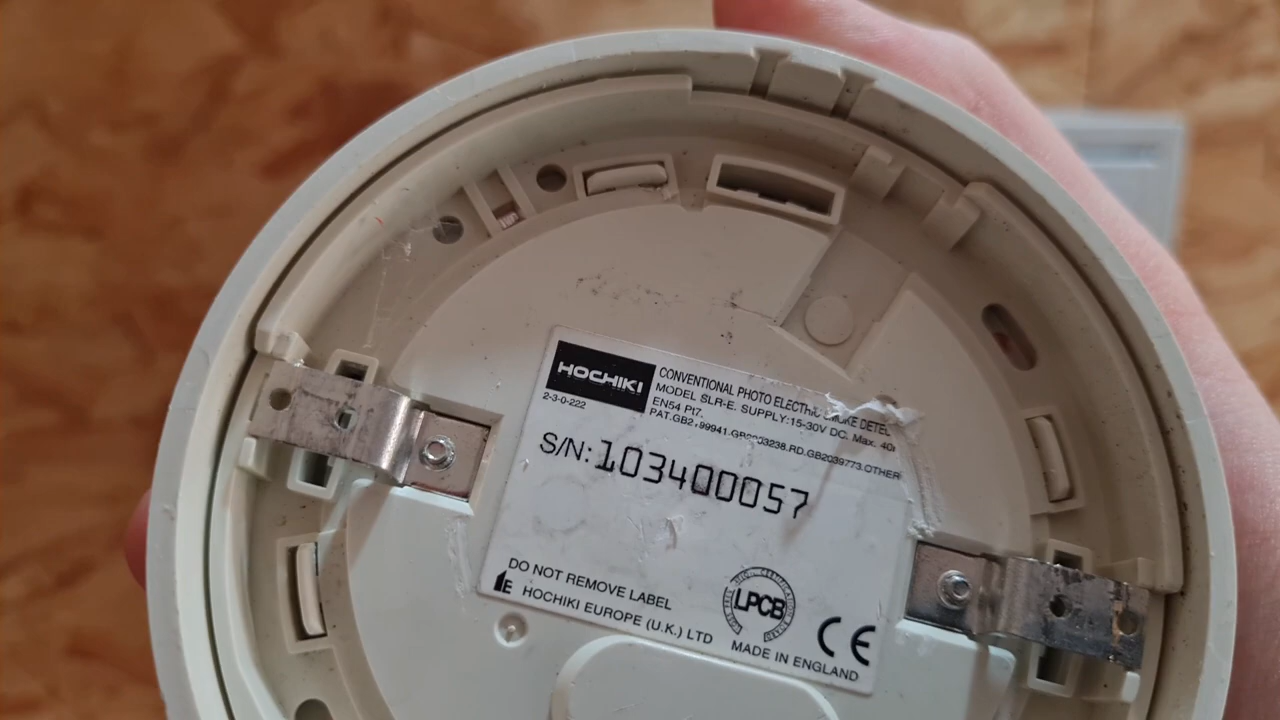 HOCHIKI
CONVENTIONAL PHOTO ELECTRIC SMOKE
MODEL SLR-E. SUPPLY:15-30V DC. Max.
EN54 Pt7.
2-3-0-222
S/N: 103400057
DO NOT REMOVE LABEL
HOCHIKI EUROPE (U.K.) LTD
LPCB
CE
MADE IN ENGLAND